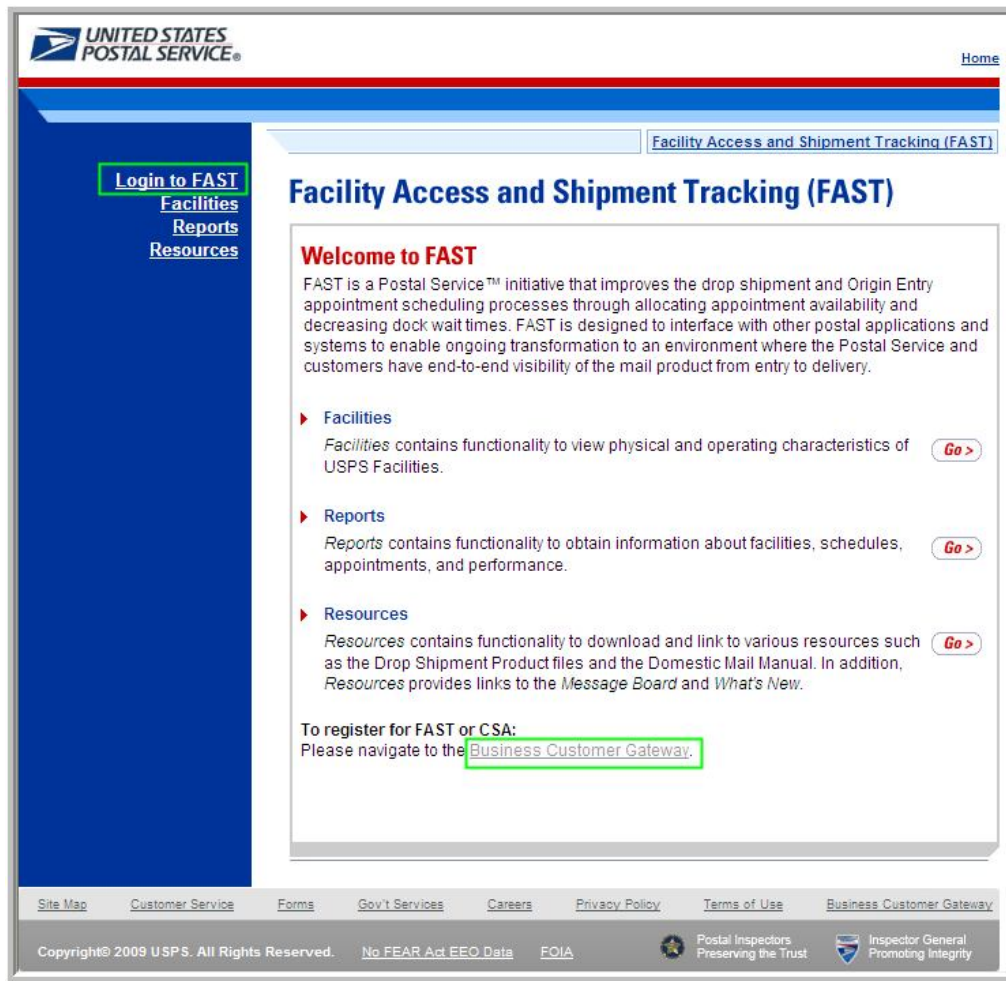 UNITED STATES
POSTAL SERVICE®
Home
Facility Access and Shipment Tracking (FAST)
Login to FAST
Facilities
Reports
Resources
Facility Access and Shipment Tracking (FAST)
Welcome to FAST
FAST is a Postal Service™ initiative that improves the drop shipment and Origin Entry
appointment scheduling processes through allocating appointment availability and
decreasing dock wait times. FAST is designed to interface with other postal applications and
systems to enable ongoing transformation to an environment where the Postal Service and
customers have end-to-end visibility of the mail product from entry to delivery.
Facilities
Facilities contains functionality to view physical and operating characteristics of
USPS Facilities.
Go >
Reports
Reports contains functionality to obtain information about facilities, schedules,
appointments, and performance.
Go >
Resources
Resources contains functionality to download and link to various resources such
as the Drop Shipment Product files and the Domestic Mail Manual. In addition,
Resources provides links to the Message Board and What's New.
Go >
To register for FAST or CSA:
Please navigate to the Business Customer Gateway.
Site Map Customer Service Forms Gov't Services Careers Privacy Policy Terms of Use Business Customer Gateway
Copyright© 2009 USPS. All Rights Reserved. No FEAR Act EEO Data FOIA
Postal Inspectors
Preserving the Trust
Inspector General
Promoting Integrity